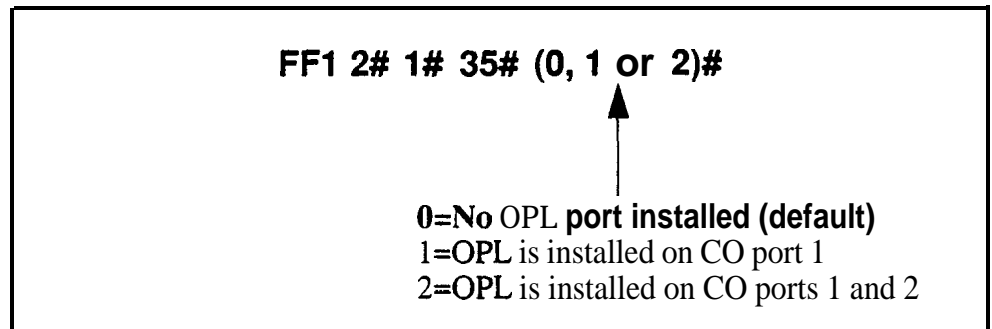 FF1 2# 1# 35# (0, 1 or 2)#
0=No OPL port installed (default)
1=OPL is installed on CO port 1
2=OPL is installed on CO ports 1 and 2